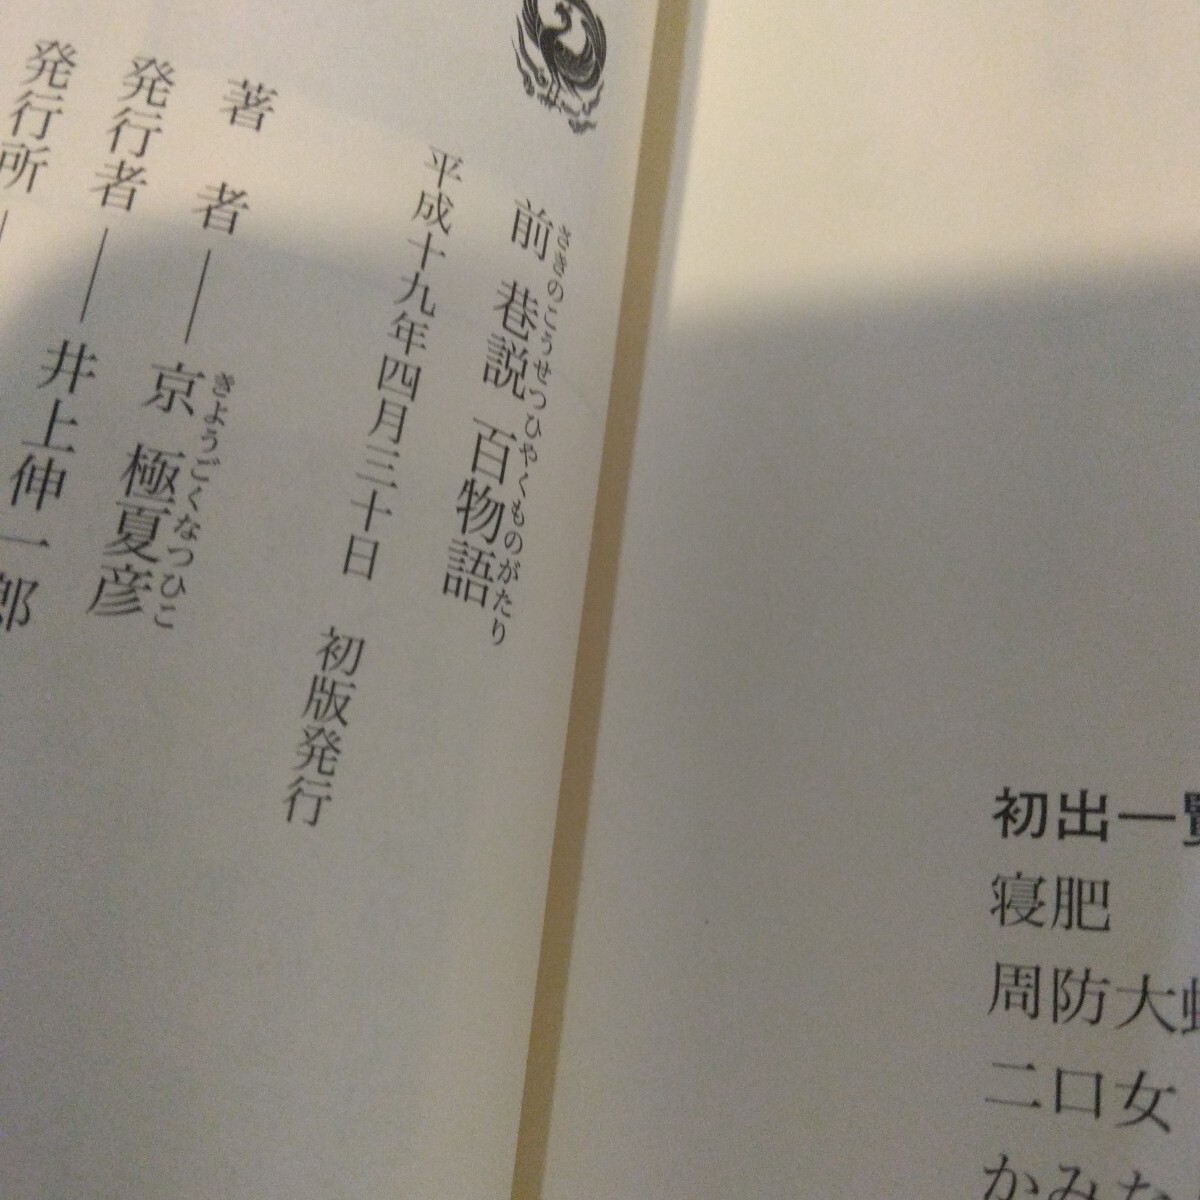 初出一覧
寝肥
周防大
二口女
かみな
前巷説百物語
さきのこうせつひやくものがたり
平成十九年四月三十日 初版発行
著者――京極夏彦
きようごくなつひこ
発行者――井上伸一郎
発行所―